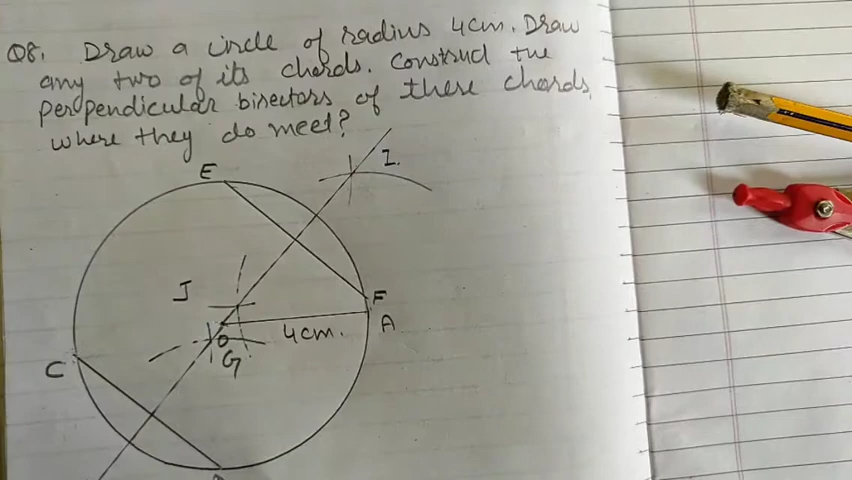 Q8. Draw a circle of radius 4cm. Draw
any two of its chords. Construct the
perpendicular bisectors of these chords,
where they do meet?
I.
E
J
F
O
4cm.
A
G
C